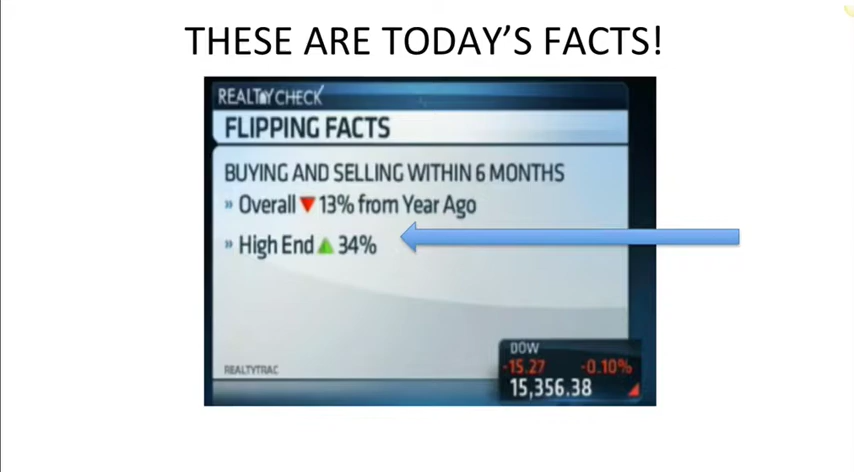 THESE ARE TODAY'S FACTS!
REALTY CHECK
FLIPPING FACTS
BUYING AND SELLING WITHIN 6 MONTHS
» Overall ▼ 13% from Year Ago
» High End ▲ 34%
REALTYTRAC
DOW
-15.27 -0.10%
15,356.38